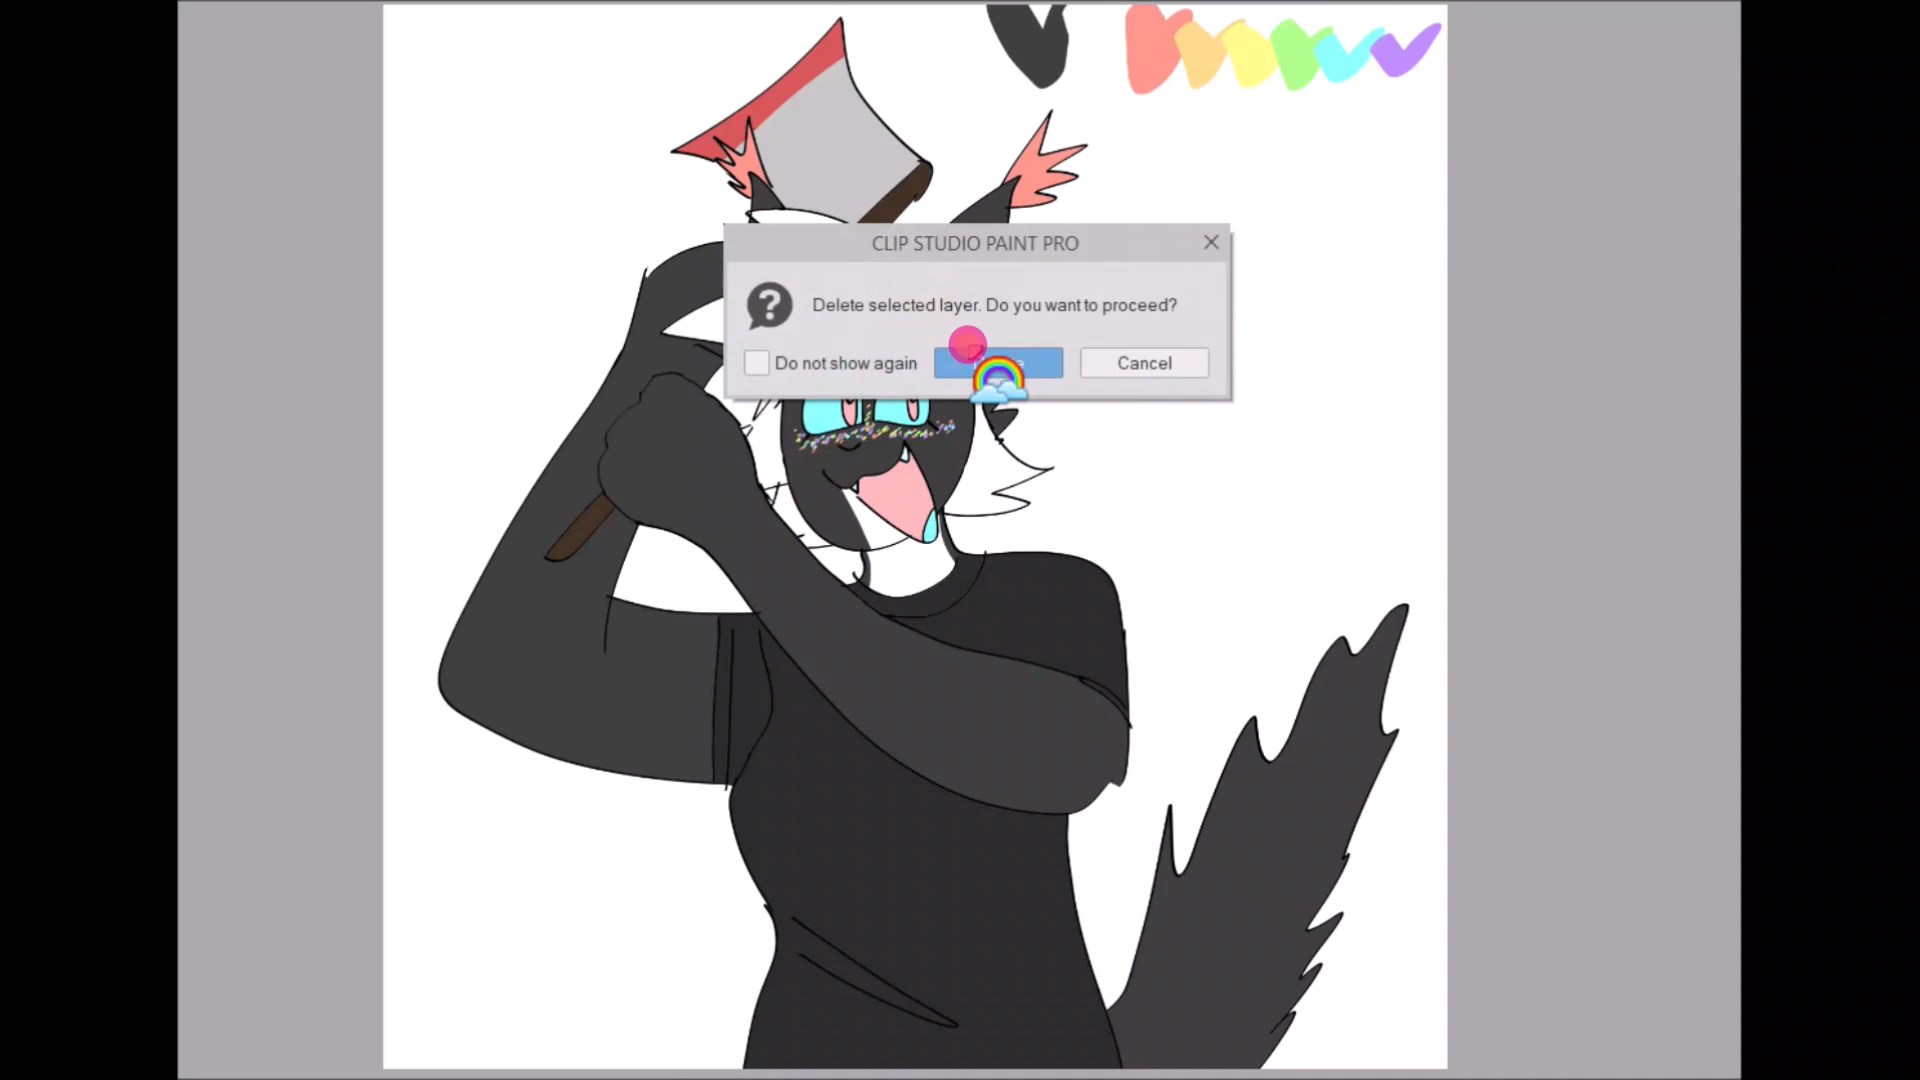 CLIP STUDIO PAINT PRO
Delete selected layer. Do you want to proceed?
Do not show again
Cancel